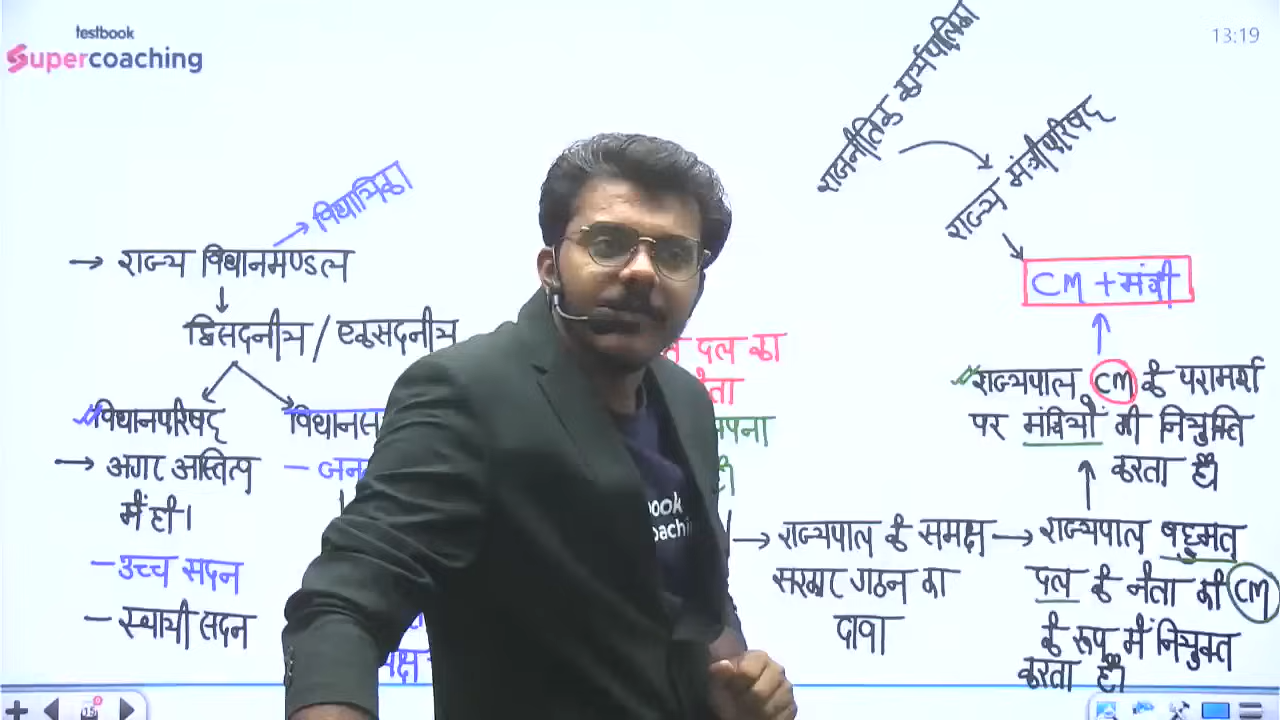 testbook
Supercoaching
13:19
राजनीतिक कार्यपालिका
राज्य मंत्रीपरिषद्
CM + मंत्री
विधायिका
→ राज्य विधानमण्डल
द्विसदनीय / एकसदनीय
विधानपरिषद्
→ अगर अस्तित्व
में हो।
– उच्च सदन
– स्थायी सदन
दल का
→ राज्यपाल के समक्ष
सरकार गठन का
दावा
→ राज्यपाल बहुमत
दल के नेता को CM
के रूप में नियुक्त
करता है।
राज्यपाल CM के परामर्श
पर मंत्रियों की नियुक्ति
करता है।